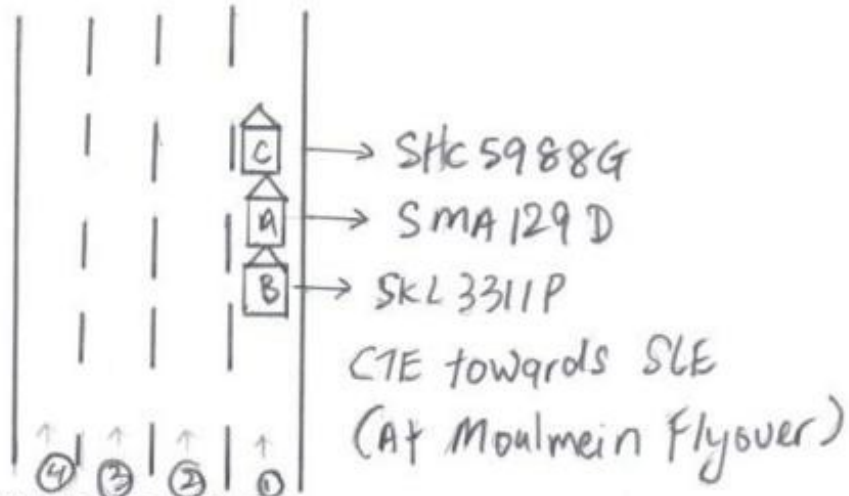 C → SHC 5988G
A → SMA 129 D
B → SKL 3311P
CTE towards SLE
(At Moulmein Flyover)
4 3 2 1